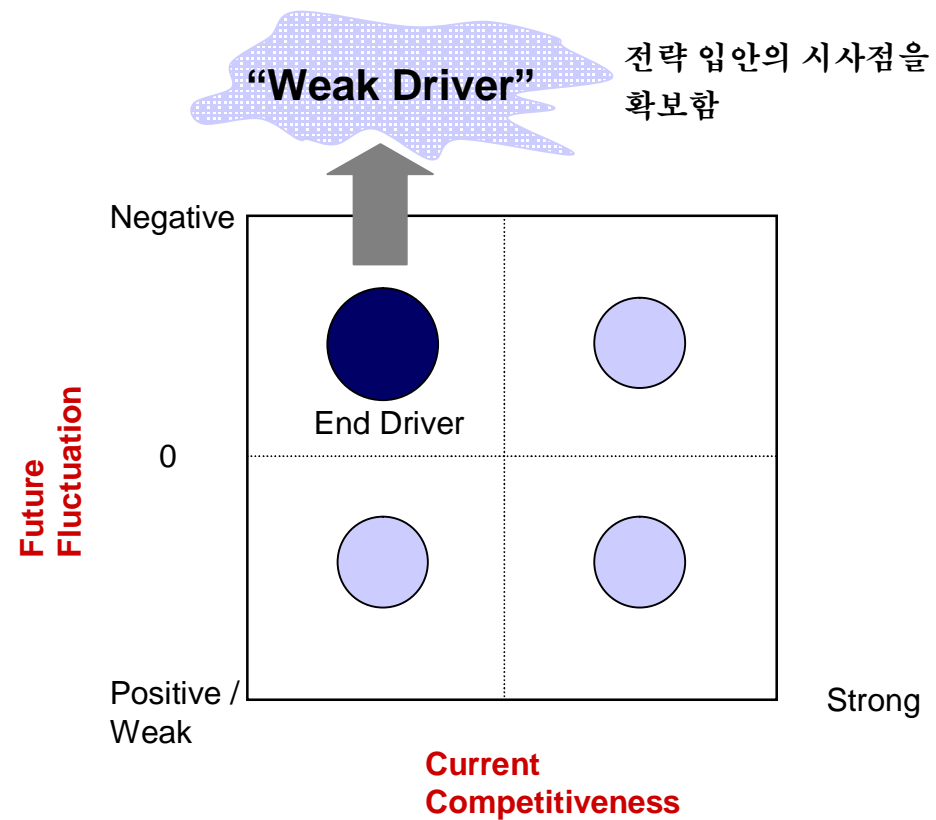 “Weak Driver”
전략 입안의 시사점을
확보함
Negative
End Driver
0
Future
Fluctuation
Positive /
Weak
Strong
Current
Competitiveness